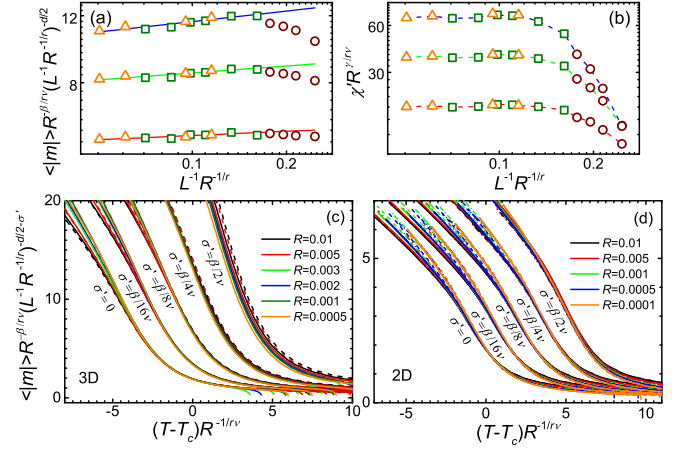 (a)
12
8
<|m|>R^{-β/rν}(L^{-1}R^{-1/r})^{-d/2}
0.1 0.2
L^{-1}R^{-1/r}
(b)
60
30
χ'R^{γ/rν}
0.1 0.2
L^{-1}R^{-1/r}
(c)
20
10
0
<|m|>R^{-β/rν}(L^{-1}R^{-1/r})^{-d/2-σ'}
R=0.01
R=0.005
R=0.003
R=0.002
R=0.001
R=0.0005
σ'=0
σ'=β/16ν
σ'=β/8ν
σ'=β/4ν
σ'=β/2ν
3D
-5 0 5 10
(T-T_c)R^{-1/rν}
(d)
5
0
R=0.01
R=0.005
R=0.001
R=0.0005
R=0.0001
σ'=0
σ'=β/16ν
σ'=β/8ν
σ'=β/4ν
σ'=β/2ν
2D
-5 0 5 10
(T-T_c)R^{-1/rν}